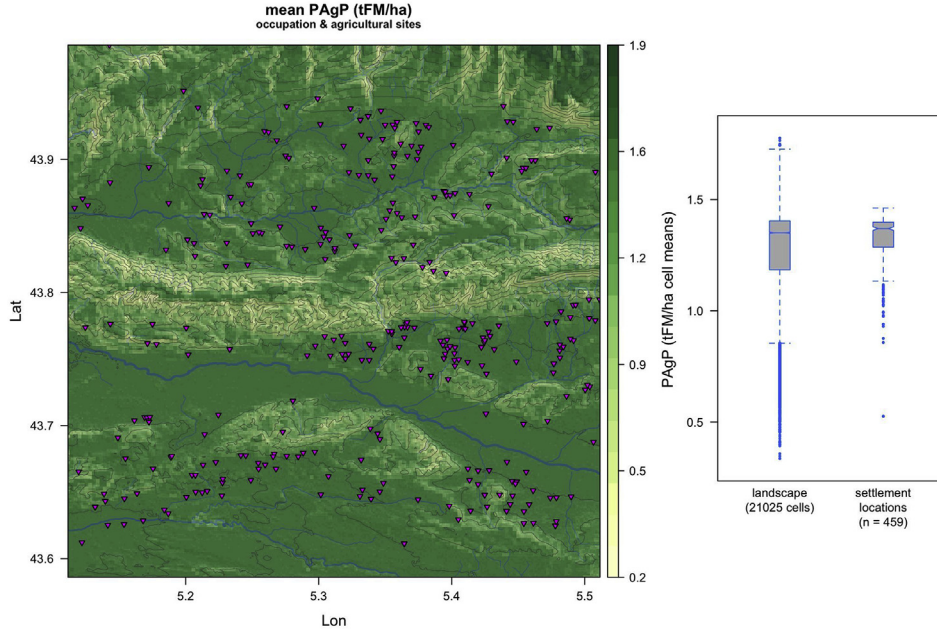 mean PAgP (tFM/ha)
occupation & agricultural sites
Lat
43.9
43.8
43.7
43.6
5.2
5.3
5.4
5.5
Lon
1.9
1.6
1.2
0.9
0.5
0.2
PAgP (tFM/ha cell means)
1.5
1.0
0.5
landscape
(21025 cells)
settlement
locations
(n = 459)